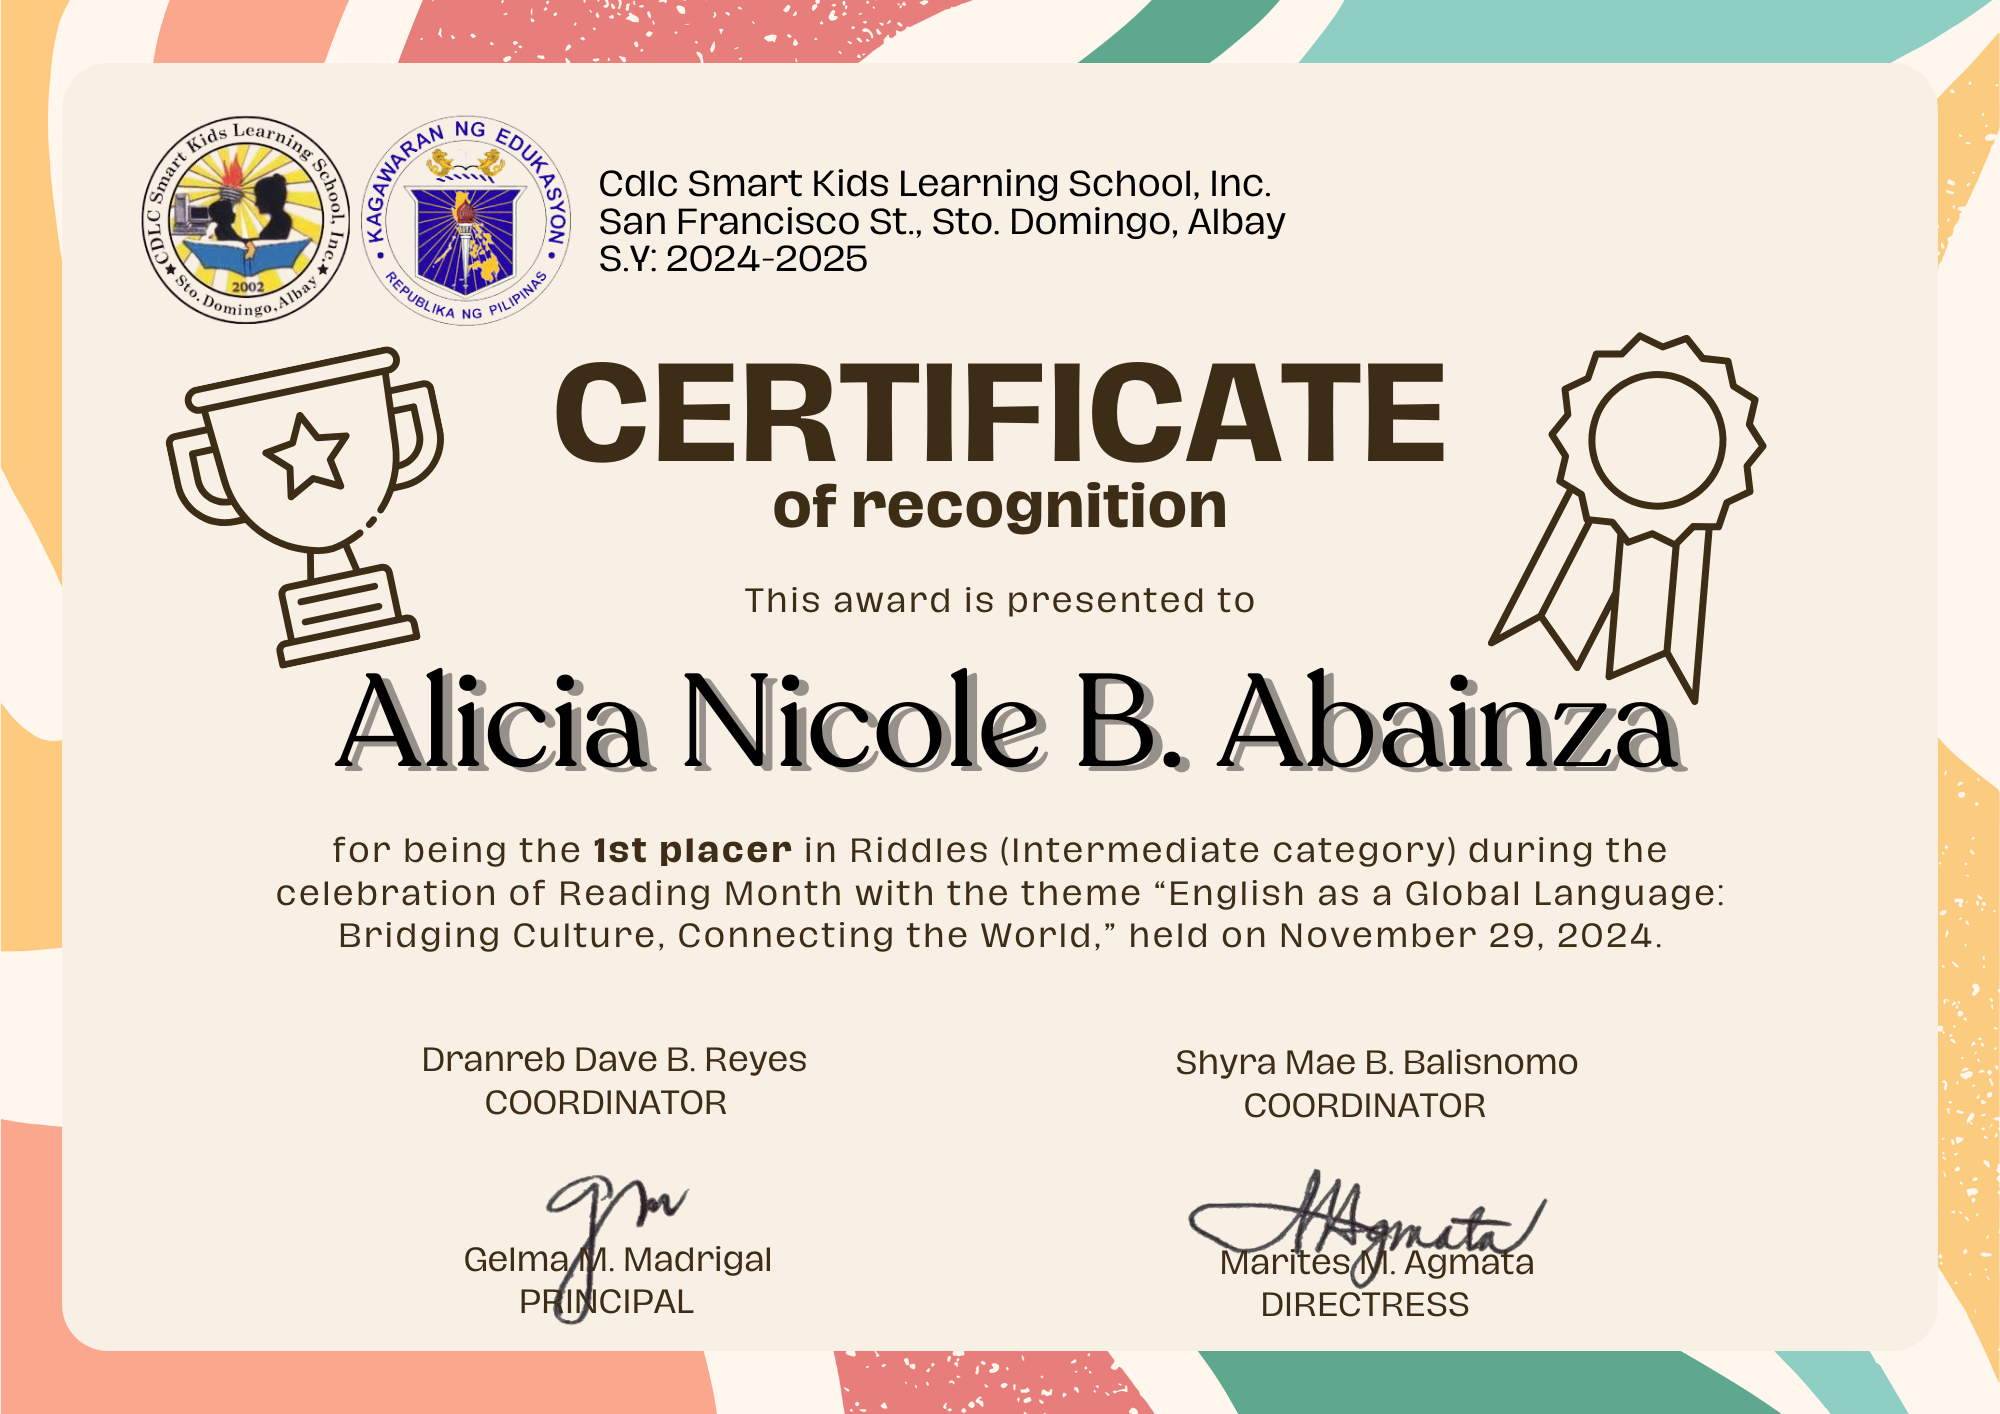 CDLC Smart Kids Learning School, Inc.
Sto. Domingo, Albay
2002
KAGAWARAN NG EDUKASYON
REPUBLIKA NG PILIPINAS
Cdlc Smart Kids Learning School, Inc.
San Francisco St., Sto. Domingo, Albay
S.Y: 2024-2025
CERTIFICATE
of recognition
This award is presented to
Alicia Nicole B. Abainza
for being the 1st placer in Riddles (Intermediate category) during the
celebration of Reading Month with the theme “English as a Global Language:
Bridging Culture, Connecting the World,” held on November 29, 2024.
Dranreb Dave B. Reyes
COORDINATOR
Shyra Mae B. Balisnomo
COORDINATOR
gm
Gelma M. Madrigal
PRINCIPAL
MAgmata
Marites M. Agmata
DIRECTRESS